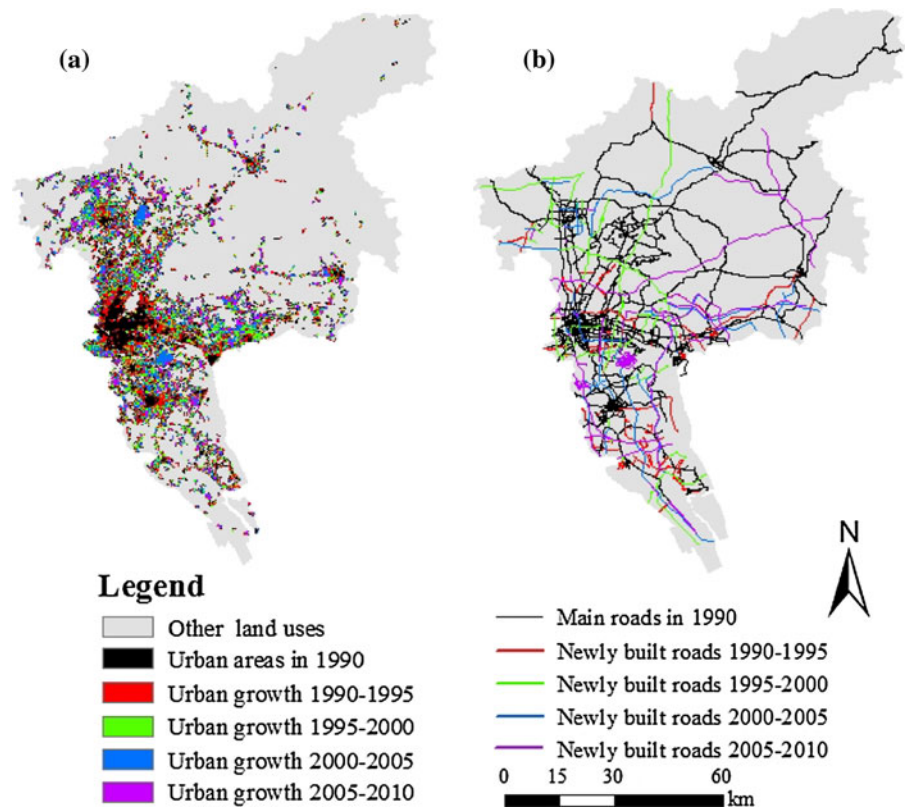 (a)
(b)
N
Legend
Other land uses
Urban areas in 1990
Urban growth 1990-1995
Urban growth 1995-2000
Urban growth 2000-2005
Urban growth 2005-2010
Main roads in 1990
Newly built roads 1990-1995
Newly built roads 1995-2000
Newly built roads 2000-2005
Newly built roads 2005-2010
0 15 30 60
km